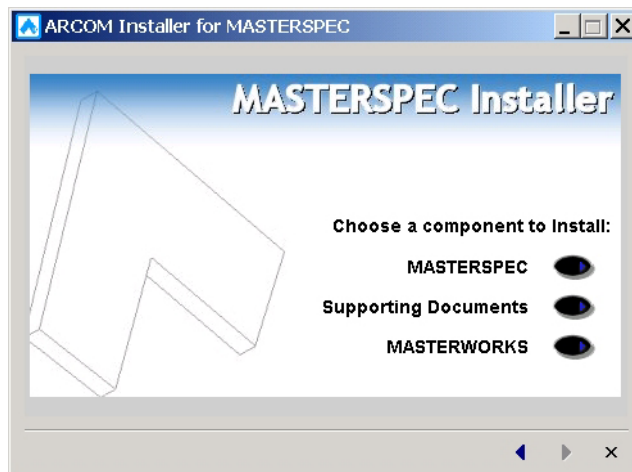 ARCOM Installer for MASTERSPEC
MASTERSPEC Installer
Choose a component to Install:
MASTERSPEC
Supporting Documents
MASTERWORKS